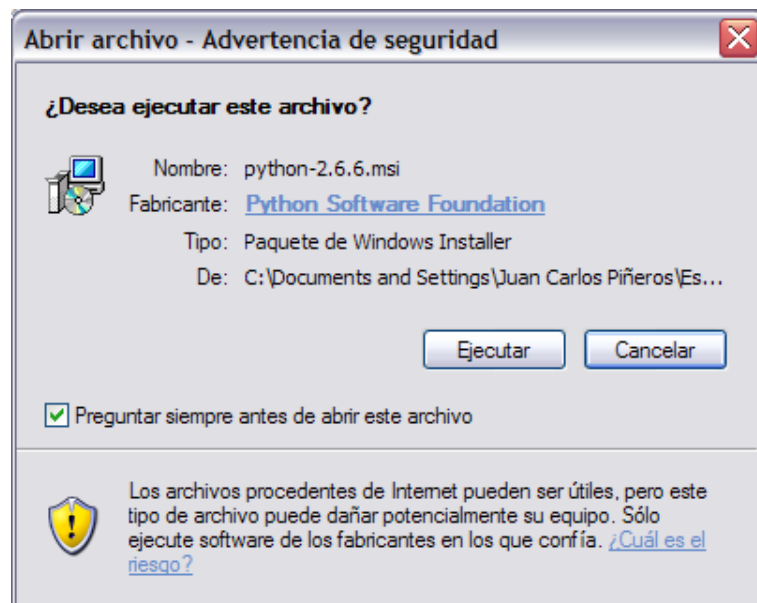 Abrir archivo - Advertencia de seguridad
¿Desea ejecutar este archivo?
Nombre: python-2.6.6.msi
Fabricante: Python Software Foundation
Tipo: Paquete de Windows Installer
De: C:\Documents and Settings\Juan Carlos Piñeros\Es...
Ejecutar Cancelar
Preguntar siempre antes de abrir este archivo
Los archivos procedentes de Internet pueden ser útiles, pero este
tipo de archivo puede dañar potencialmente su equipo. Sólo
ejecute software de los fabricantes en los que confía. ¿Cuál es el
riesgo?